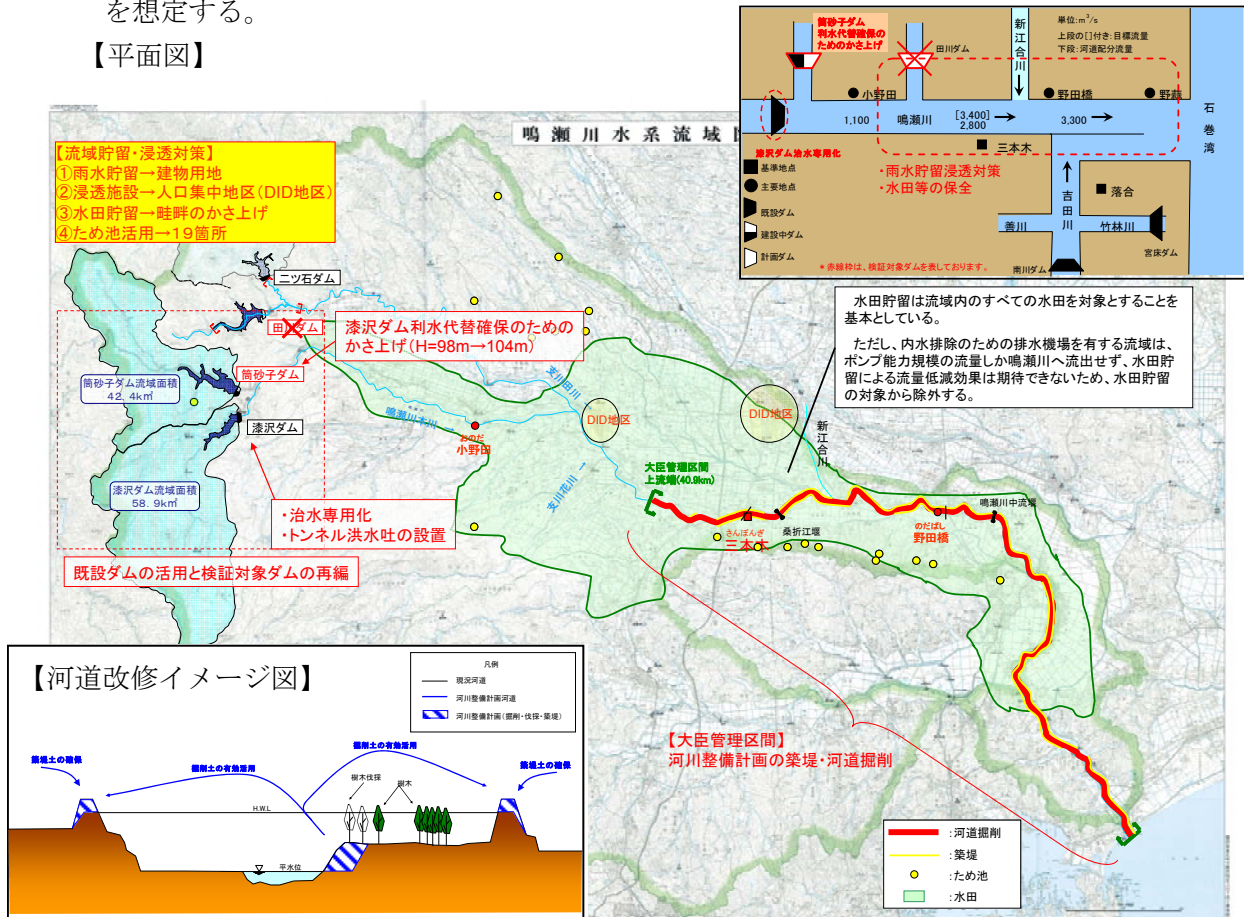 を想定する。
【平面図】
筒砂子ダム
利水代替確保の
ためのかさ上げ
田川ダム
新江合川
単位:m³/s
上段の[]付き:目標流量
下段:河道配分流量
小野田
野田橋
野蒜
1,100
鳴瀬川
[3,400]
2,800
3,300
石巻湾
漆沢ダム治水専用化
三本木
基準地点
主要地点
既設ダム
建設中ダム
計画ダム
・雨水貯留浸透対策
・水田等の保全
吉田川
落合
善川
竹林川
南川ダム
宮床ダム
*赤線枠は、検証対象ダムを表しております。
鳴瀬川水系流域
【流域貯留・浸透対策】
①雨水貯留→建物用地
②浸透施設→人口集中地区(DID地区)
③水田貯留→畦畔のかさ上げ
④ため池活用→19箇所
二ツ石ダム
田川ダム
漆沢ダム利水代替確保のための
かさ上げ(H=98m→104m)
筒砂子ダム
筒砂子ダム流域面積
42.4k㎡
漆沢ダム
漆沢ダム流域面積
58.9k㎡
・治水専用化
・トンネル洪水吐の設置
既設ダムの活用と検証対象ダムの再編
水田貯留は流域内のすべての水田を対象とすることを
基本としている。
ただし、内水排除のための排水機場を有する流域は、
ポンプ能力規模の流量しか鳴瀬川へ流出せず、水田貯
留による流量低減効果は期待できないため、水田貯留
の対象から除外する。
支川田川
鳴瀬川本川
おのだ
小野田
支川花川
DID地区
DID地区
新江合川
大臣管理区間
上流端(40.9km)
さんぼんぎ
三本木
桑折江堰
のだばし
野田橋
鳴瀬川中流堰
【大臣管理区間】
河川整備計画の築堤・河道掘削
【河道改修イメージ図】
凡例
現況河道
河川整備計画河道
河川整備計画(掘削・伐採・築堤)
築堤土の確保
掘削土の有効活用
掘削土の有効活用
築堤土の確保
樹木伐採
樹木
H.W.L
平水位
:河道掘削
:築堤
:ため池
:水田